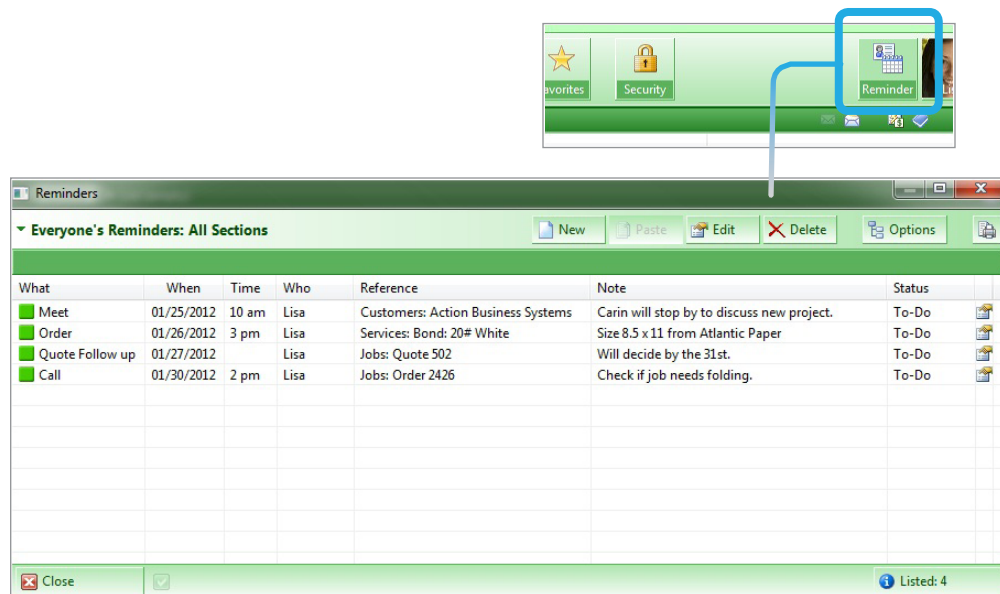 avorites Security Reminder Lis
Reminders
Everyone's Reminders: All Sections New Paste Edit Delete Options
What When Time Who Reference Note Status
Meet 01/25/2012 10 am Lisa Customers: Action Business Systems Carin will stop by to discuss new project. To-Do
Order 01/26/2012 3 pm Lisa Services: Bond: 20# White Size 8.5 x 11 from Atlantic Paper To-Do
Quote Follow up 01/27/2012 Lisa Jobs: Quote 502 Will decide by the 31st. To-Do
Call 01/30/2012 2 pm Lisa Jobs: Order 2426 Check if job needs folding. To-Do
Close Listed: 4